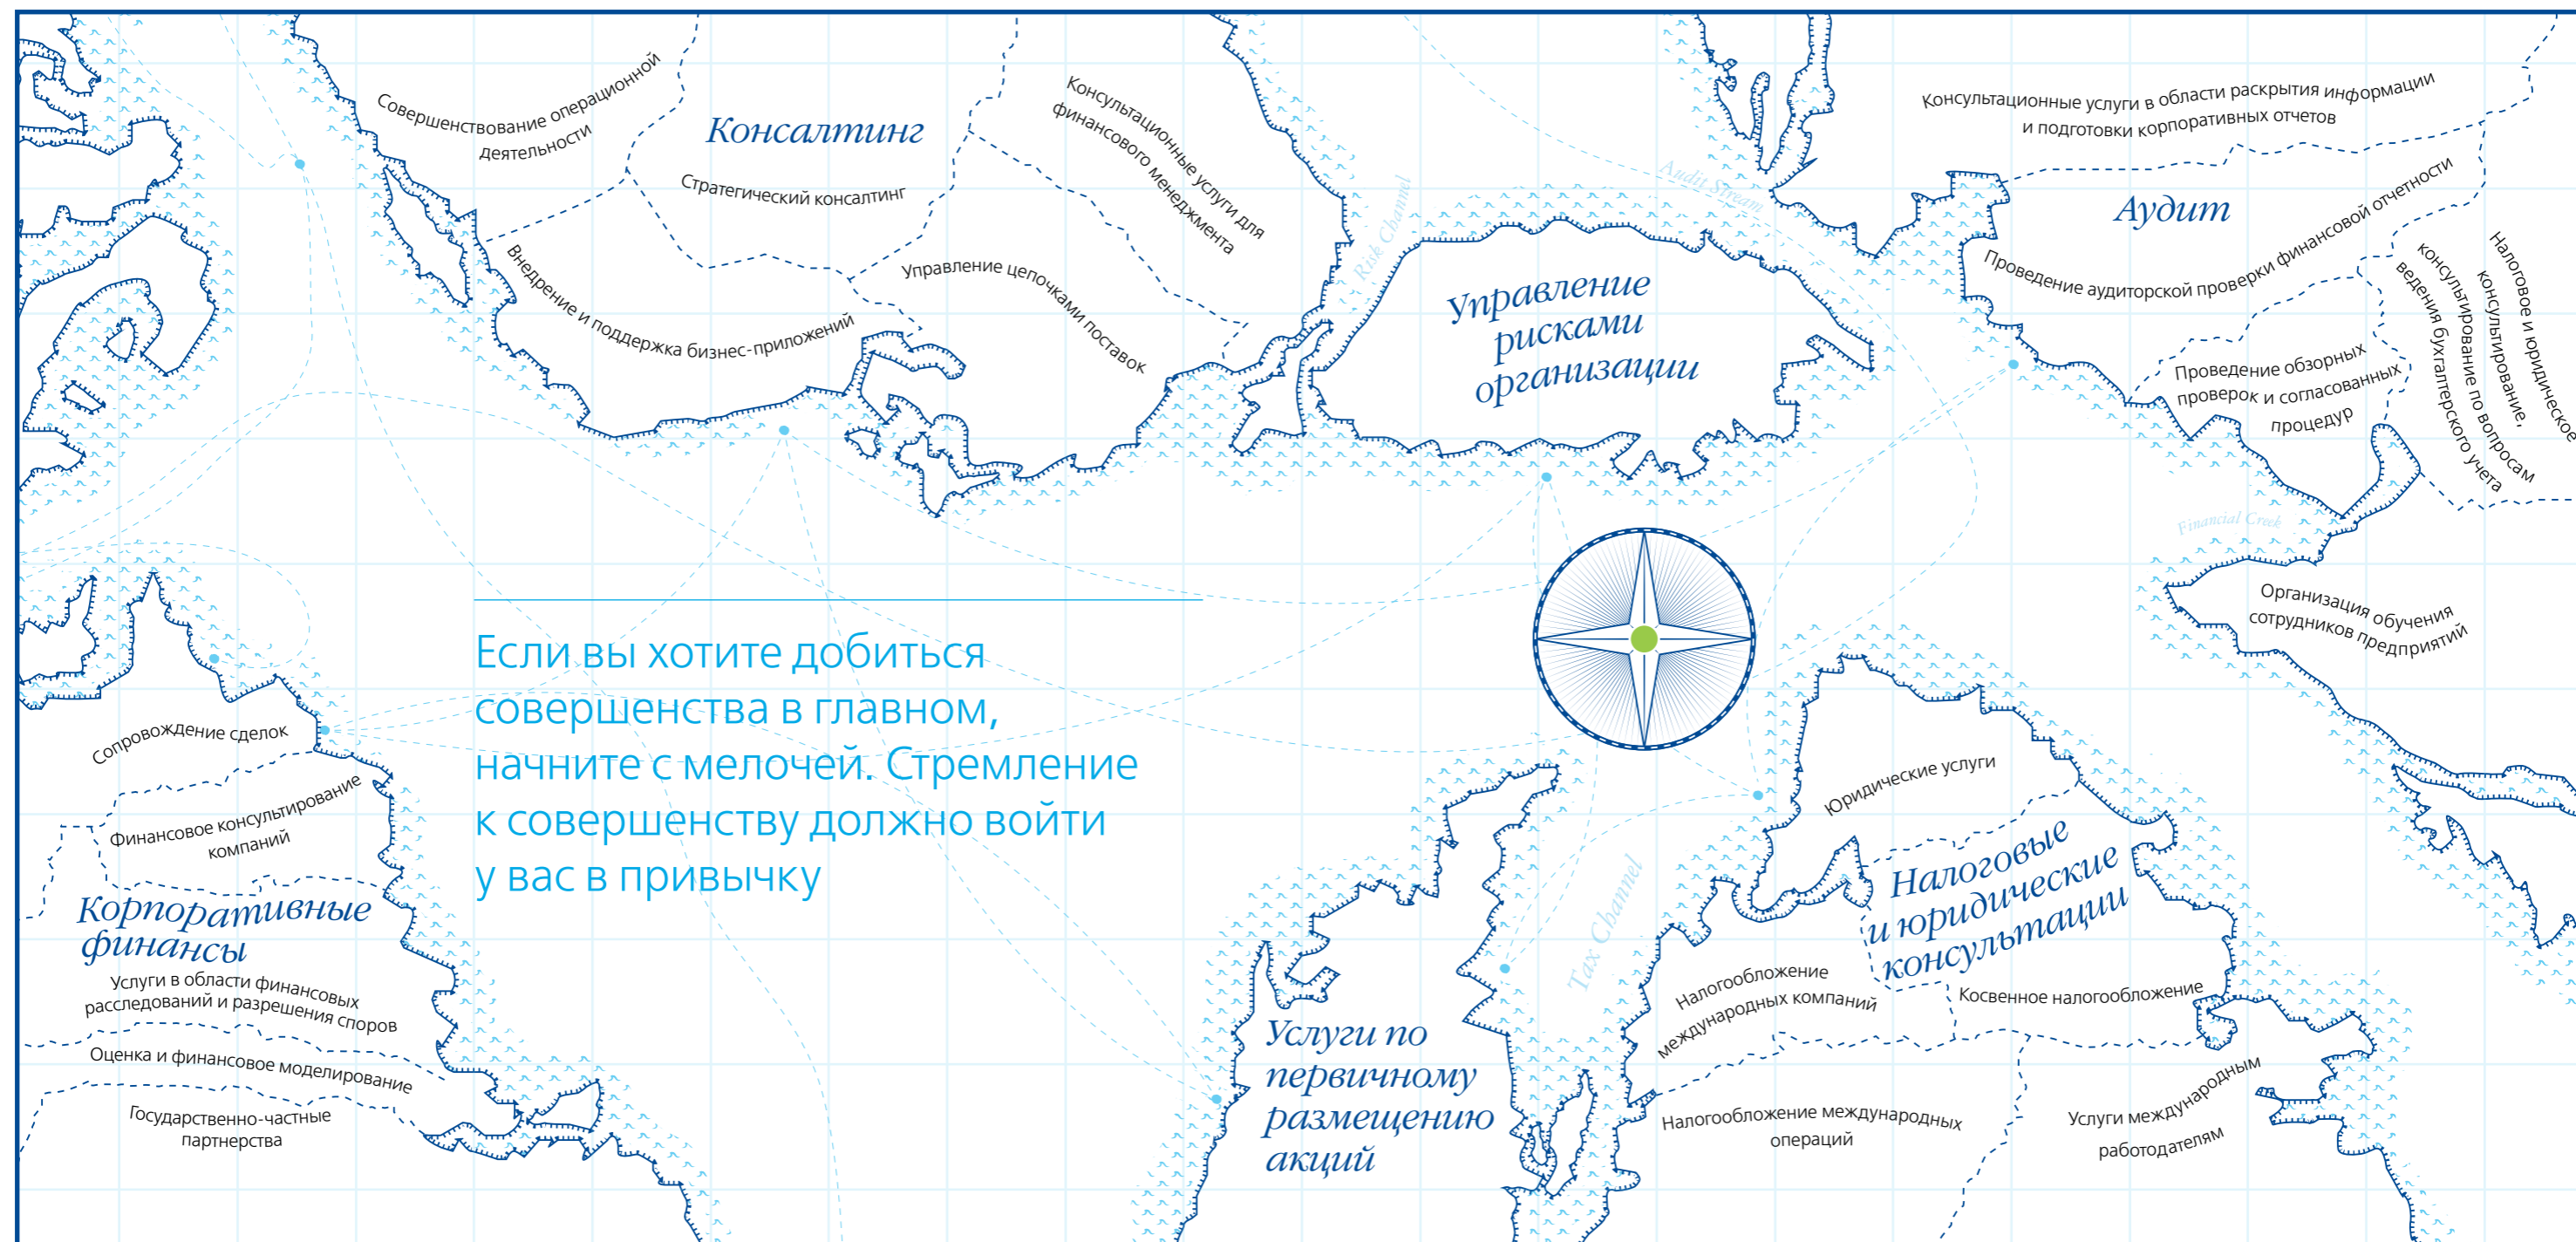 Совершенствование операционной
деятельности
Консалтинг
Стратегический консалтинг
Консультационные услуги для
финансового менеджмента
Внедрение и поддержка бизнес-приложений
Управление цепочками поставок
Risk Channel
Audit Stream
Управление
рисками
организации
Консультационные услуги в области раскрытия информации
и подготовки корпоративных отчетов
Аудит
Проведение аудиторской проверки финансовой отчетности
Проведение обзорных
проверок и согласованных
процедур
Налоговое и юридическое
консультирование,
консультирование по вопросам
ведения бухгалтерского учета
Financial Creek
Организация обучения
сотрудников предприятий
Если вы хотите добиться
совершенства в главном,
начните с мелочей. Стремление
к совершенству должно войти
у вас в привычку
Сопровождение сделок
Финансовое консультирование
компаний
Корпоративные
финансы
Услуги в области финансовых
расследований и разрешения споров
Оценка и финансовое моделирование
Государственно-частные
партнерства
Услуги по
первичному
размещению
акций
Tax Channel
Юридические услуги
Налоговые
и юридические
консультации
Налогообложение
международных компаний
Косвенное налогообложение
Налогообложение международных
операций
Услуги международным
работодателям